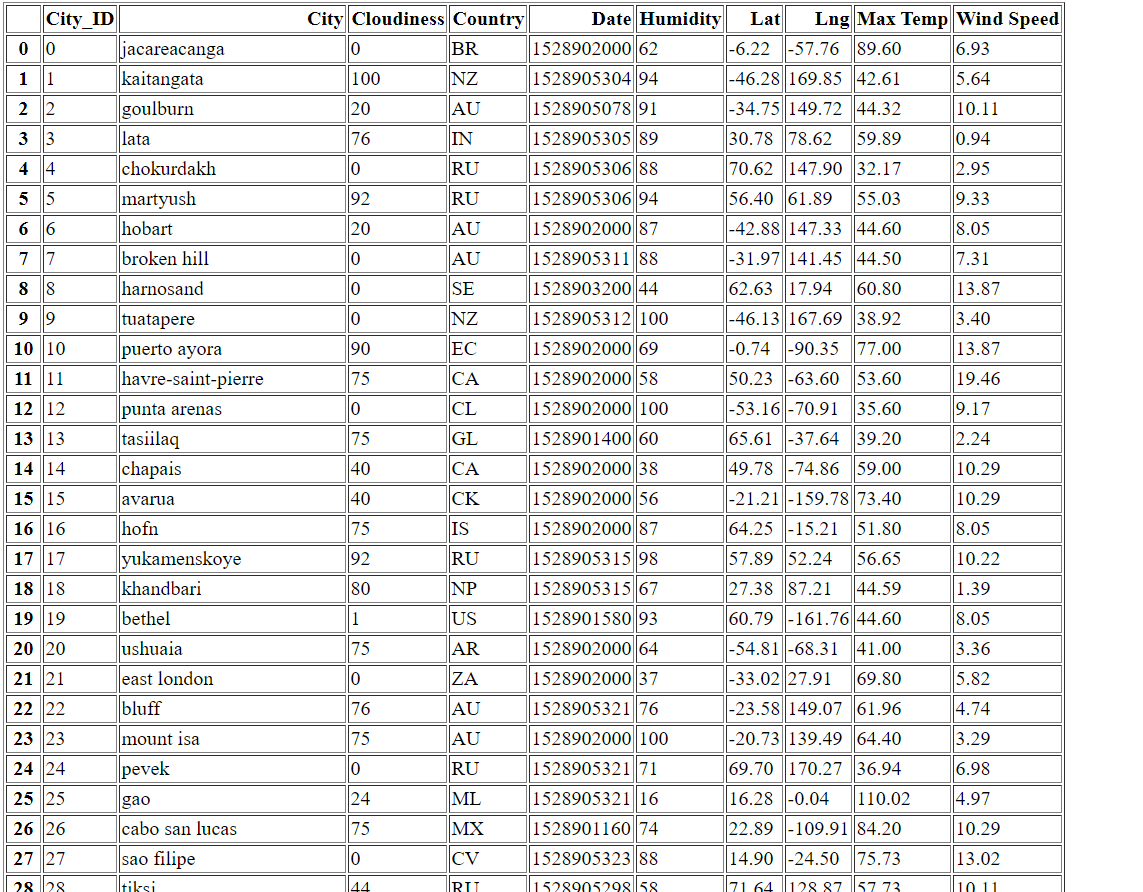 City_ID City Cloudiness Country Date Humidity Lat Lng Max Temp Wind Speed
0 0 jacareacanga 0 BR 1528902000 62 -6.22 -57.76 89.60 6.93
1 1 kaitangata 100 NZ 1528905304 94 -46.28 169.85 42.61 5.64
2 2 goulburn 20 AU 1528905078 91 -34.75 149.72 44.32 10.11
3 3 lata 76 IN 1528905305 89 30.78 78.62 59.89 0.94
4 4 chokurdakh 0 RU 1528905306 88 70.62 147.90 32.17 2.95
5 5 martyush 92 RU 1528905306 94 56.40 61.89 55.03 9.33
6 6 hobart 20 AU 1528902000 87 -42.88 147.33 44.60 8.05
7 7 broken hill 0 AU 1528905311 88 -31.97 141.45 44.50 7.31
8 8 harnosand 0 SE 1528903200 44 62.63 17.94 60.80 13.87
9 9 tuatapere 0 NZ 1528905312 100 -46.13 167.69 38.92 3.40
10 10 puerto ayora 90 EC 1528902000 69 -0.74 -90.35 77.00 13.87
11 11 havre-saint-pierre 75 CA 1528902000 58 50.23 -63.60 53.60 19.46
12 12 punta arenas 0 CL 1528902000 100 -53.16 -70.91 35.60 9.17
13 13 tasiilaq 75 GL 1528901400 60 65.61 -37.64 39.20 2.24
14 14 chapais 40 CA 1528902000 38 49.78 -74.86 59.00 10.29
15 15 avarua 40 CK 1528902000 56 -21.21 -159.78 73.40 10.29
16 16 hofn 75 IS 1528902000 87 64.25 -15.21 51.80 8.05
17 17 yukamenskoye 92 RU 1528905315 98 57.89 52.24 56.65 10.22
18 18 khandbari 80 NP 1528905315 67 27.38 87.21 44.59 1.39
19 19 bethel 1 US 1528901580 93 60.79 -161.76 44.60 8.05
20 20 ushuaia 75 AR 1528902000 64 -54.81 -68.31 41.00 3.36
21 21 east london 0 ZA 1528902000 37 -33.02 27.91 69.80 5.82
22 22 bluff 76 AU 1528905321 76 -23.58 149.07 61.96 4.74
23 23 mount isa 75 AU 1528902000 100 -20.73 139.49 64.40 3.29
24 24 pevek 0 RU 1528905321 71 69.70 170.27 36.94 6.98
25 25 gao 24 ML 1528905321 16 16.28 -0.04 110.02 4.97
26 26 cabo san lucas 75 MX 1528901160 74 22.89 -109.91 84.20 10.29
27 27 sao filipe 0 CV 1528905323 88 14.90 -24.50 75.73 13.02
28 28 tiksi 44 RU 1528905298 58 71.64 128.87 57.73 10.11